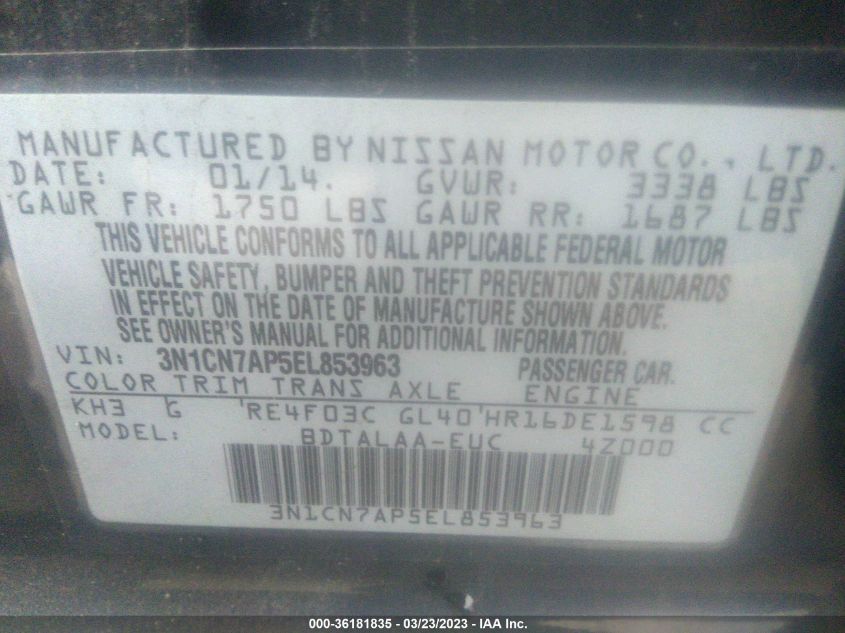 MANUFACTURED BY NISSAN MOTOR CO., LTD.
DATE: 01/14. GVWR: 3338 LBS
GAWR FR: 1750 LBS GAWR RR: 1687 LBS
THIS VEHICLE CONFORMS TO ALL APPLICABLE FEDERAL MOTOR
VEHICLE SAFETY, BUMPER AND THEFT PREVENTION STANDARDS
IN EFFECT ON THE DATE OF MANUFACTURE SHOWN ABOVE.
SEE OWNER'S MANUAL FOR ADDITIONAL INFORMATION.
VIN: 3N1CN7AP5EL853963 PASSENGER CAR.
COLOR TRIM TRANS AXLE ENGINE
KH3 G 'RE4F03C GL40'HR16DE1598 CC
MODEL: BDTALAA-EUC 4Z000
3N1CN7AP5EL853963
000-36181835 - 03/23/2023 - IAA Inc.